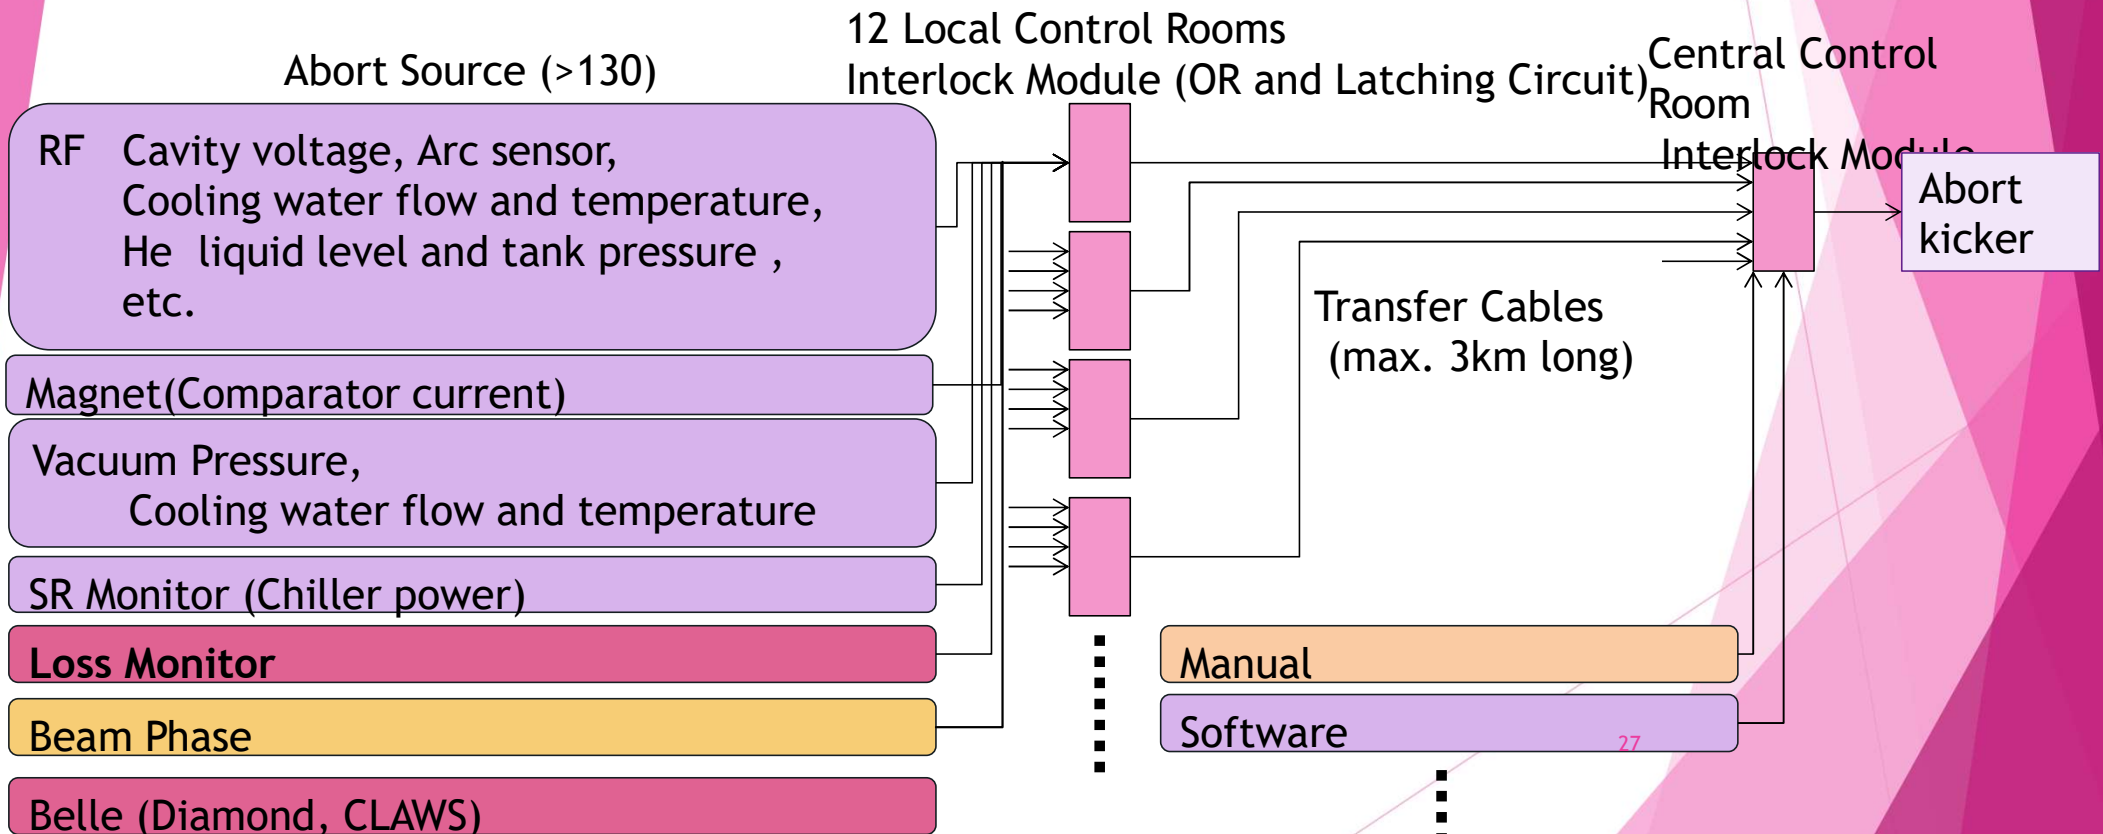 Abort Source (>130)
12 Local Control Rooms
Interlock Module (OR and Latching Circuit)
Central Control
Room
Interlock Module
RF Cavity voltage, Arc sensor,
Cooling water flow and temperature,
He liquid level and tank pressure ,
etc.
Magnet(Comparator current)
Vacuum Pressure,
Cooling water flow and temperature
SR Monitor (Chiller power)
Loss Monitor
Beam Phase
Belle (Diamond, CLAWS)
Transfer Cables
(max. 3km long)
Abort
kicker
Manual
Software
27